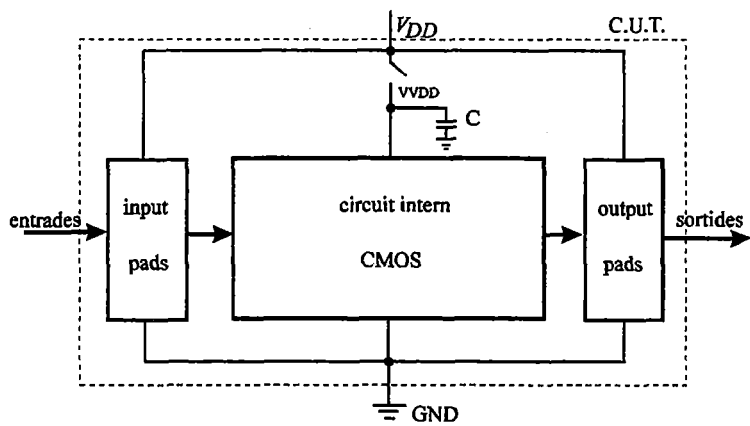 V_DD
C.U.T.
VVDD
C
input
pads
circuit intern
CMOS
output
pads
entrades
sortides
GND